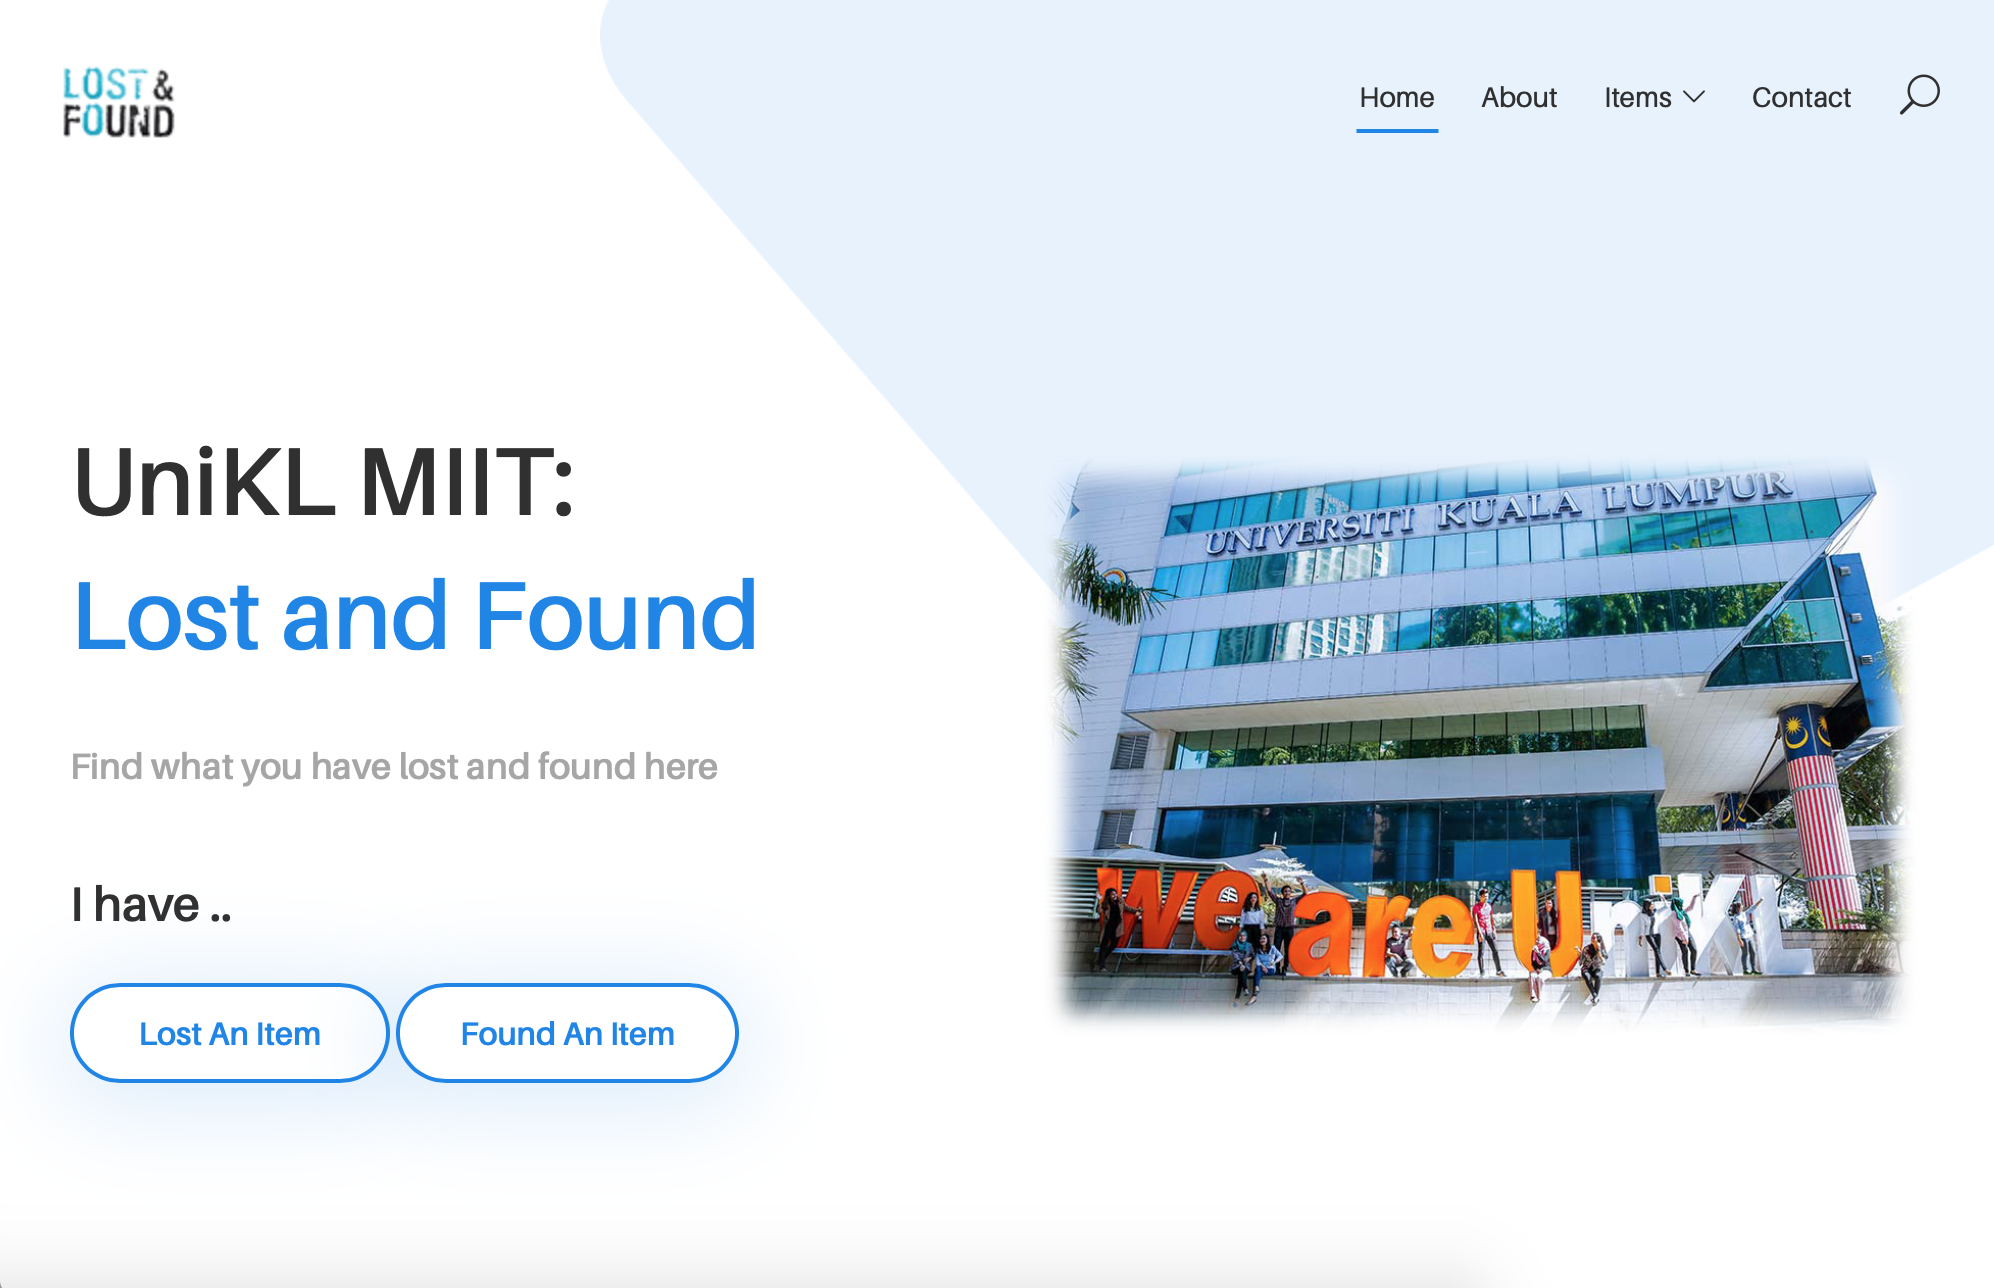 LOST &
FOUND
Home About Items Contact
UniKL MIIT:
Lost and Found
Find what you have lost and found here
I have ..
Lost An Item Found An Item
UNIVERSITI KUALA LUMPUR
we are UniKL